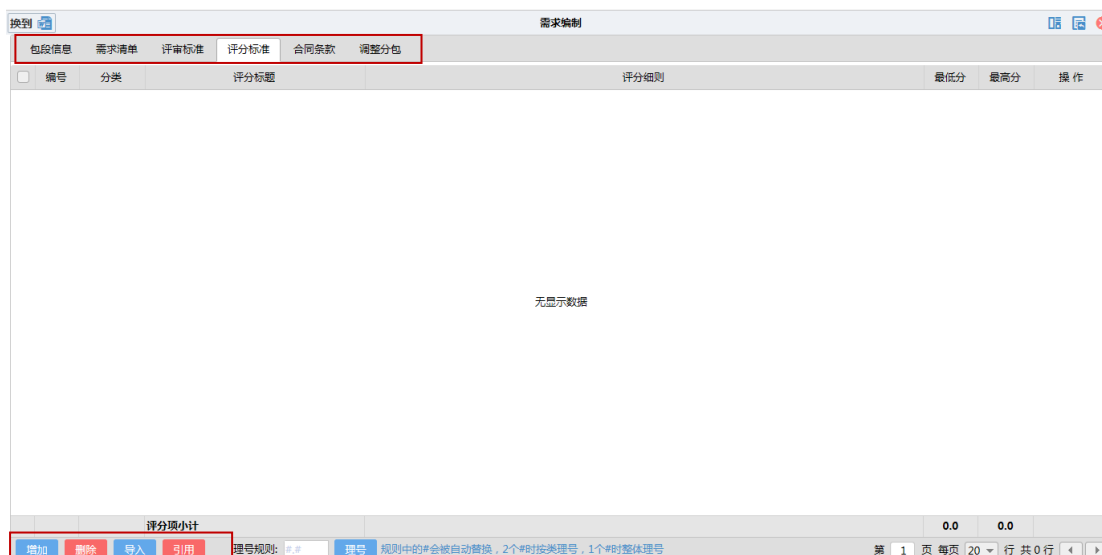 换到 需求编制
包段信息 需求清单 评审标准 评分标准 合同条款 调整分包
编号 分类 评分标题 评分细则 最低分 最高分 操 作
无显示数据
评分项小计 0.0 0.0
增加 删除 导入 引用 理号规则: #.# 理号 规则中的#会被自动替换，2个#时按类理号，1个#时整体理号 第 1 页 每页 20 行 共0行